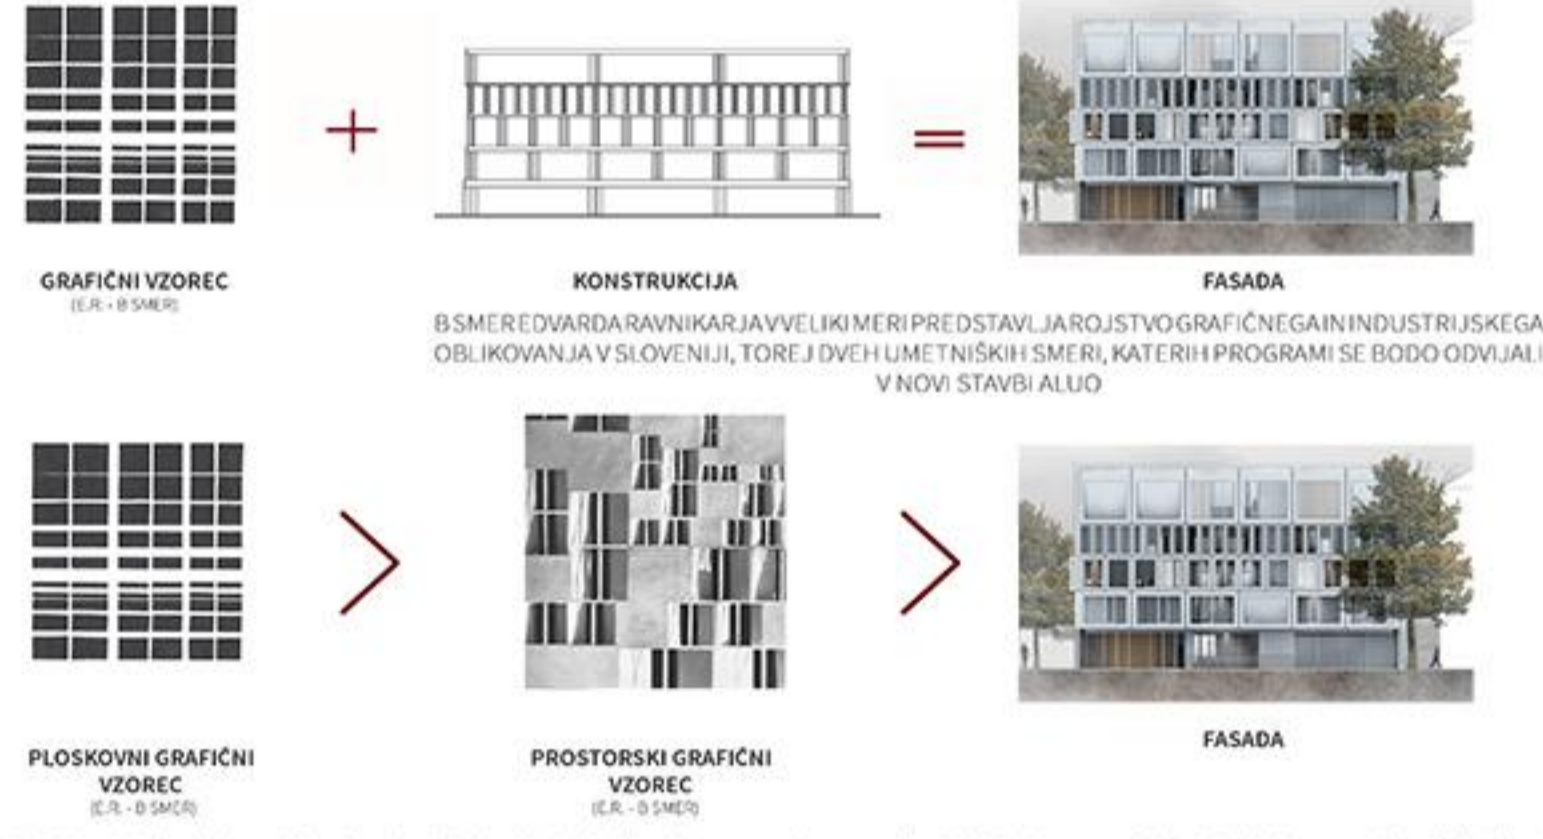 GRAFIČNI VZOREC
(E.R. - B SMER)
KONSTRUKCIJA
FASADA
B SMER EDVARDA RAVNIKARJA V VELIKI MERI PREDSTAVLJA ROJSTVO GRAFIČNEGA IN INDUSTRIJSKEGA
OBLIKOVANJA V SLOVENIJI, TOREJ DVEH UMETNIŠKIH SMERI, KATERIH PROGRAMI SE BODO ODVIJALI
V NOVI STAVBI ALUO
PLOSKOVNI GRAFIČNI
VZOREC
(E.R. - B SMER)
PROSTORSKI GRAFIČNI
VZOREC
(E.R. - B SMER)
FASADA